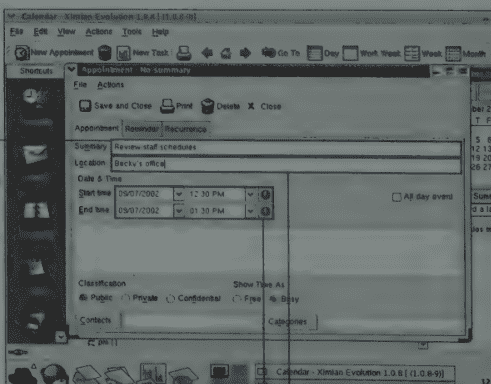 Calendar - Ximian Evolution 1.0.8 [ (1.0.8-9)]
File Edit View Actions Tools Help
New Appointment New Task Go To Day Work Week Week Month
Shortcuts
Appointment - No summary
File Actions
Save and Close Print Delete X Close
Appointment Reminder Recurrence
Summary Review staff schedules
Location Becky's office
Date & Time
Start time 09/07/2002 12:30 PM All day event
End time 09/07/2002 01:30 PM
Classification Show Time As
Public Private Confidential Free Busy
Contacts Categories
pm
Calendar - Ximian Evolution 1.0.8 [ (1.0.8-9)]